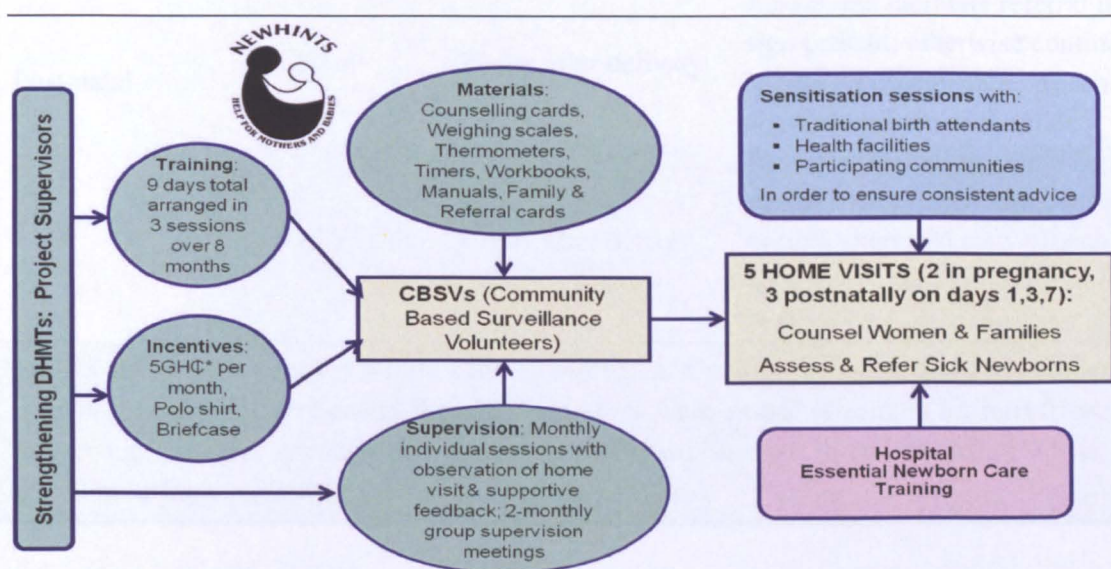 NEWHINTS
HELP FOR MOTHERS AND BABIES
Strengthening DHMTs: Project Supervisors
Training:
9 days total
arranged in
3 sessions
over 8
months
Incentives:
5GH₵* per
month,
Polo shirt,
Briefcase
Materials:
Counselling cards,
Weighing scales,
Thermometers,
Timers, Workbooks,
Manuals, Family &
Referral cards
CBSVs (Community
Based Surveillance
Volunteers)
Supervision: Monthly
individual sessions with
observation of home
visit & supportive
feedback; 2-monthly
group supervision
meetings
Sensitisation sessions with:
▪ Traditional birth attendants
▪ Health facilities
▪ Participating communities
In order to ensure consistent advice
5 HOME VISITS (2 in pregnancy,
3 postnatally on days 1,3,7):
Counsel Women & Families
Assess & Refer Sick Newborns
Hospital
Essential Newborn Care
Training